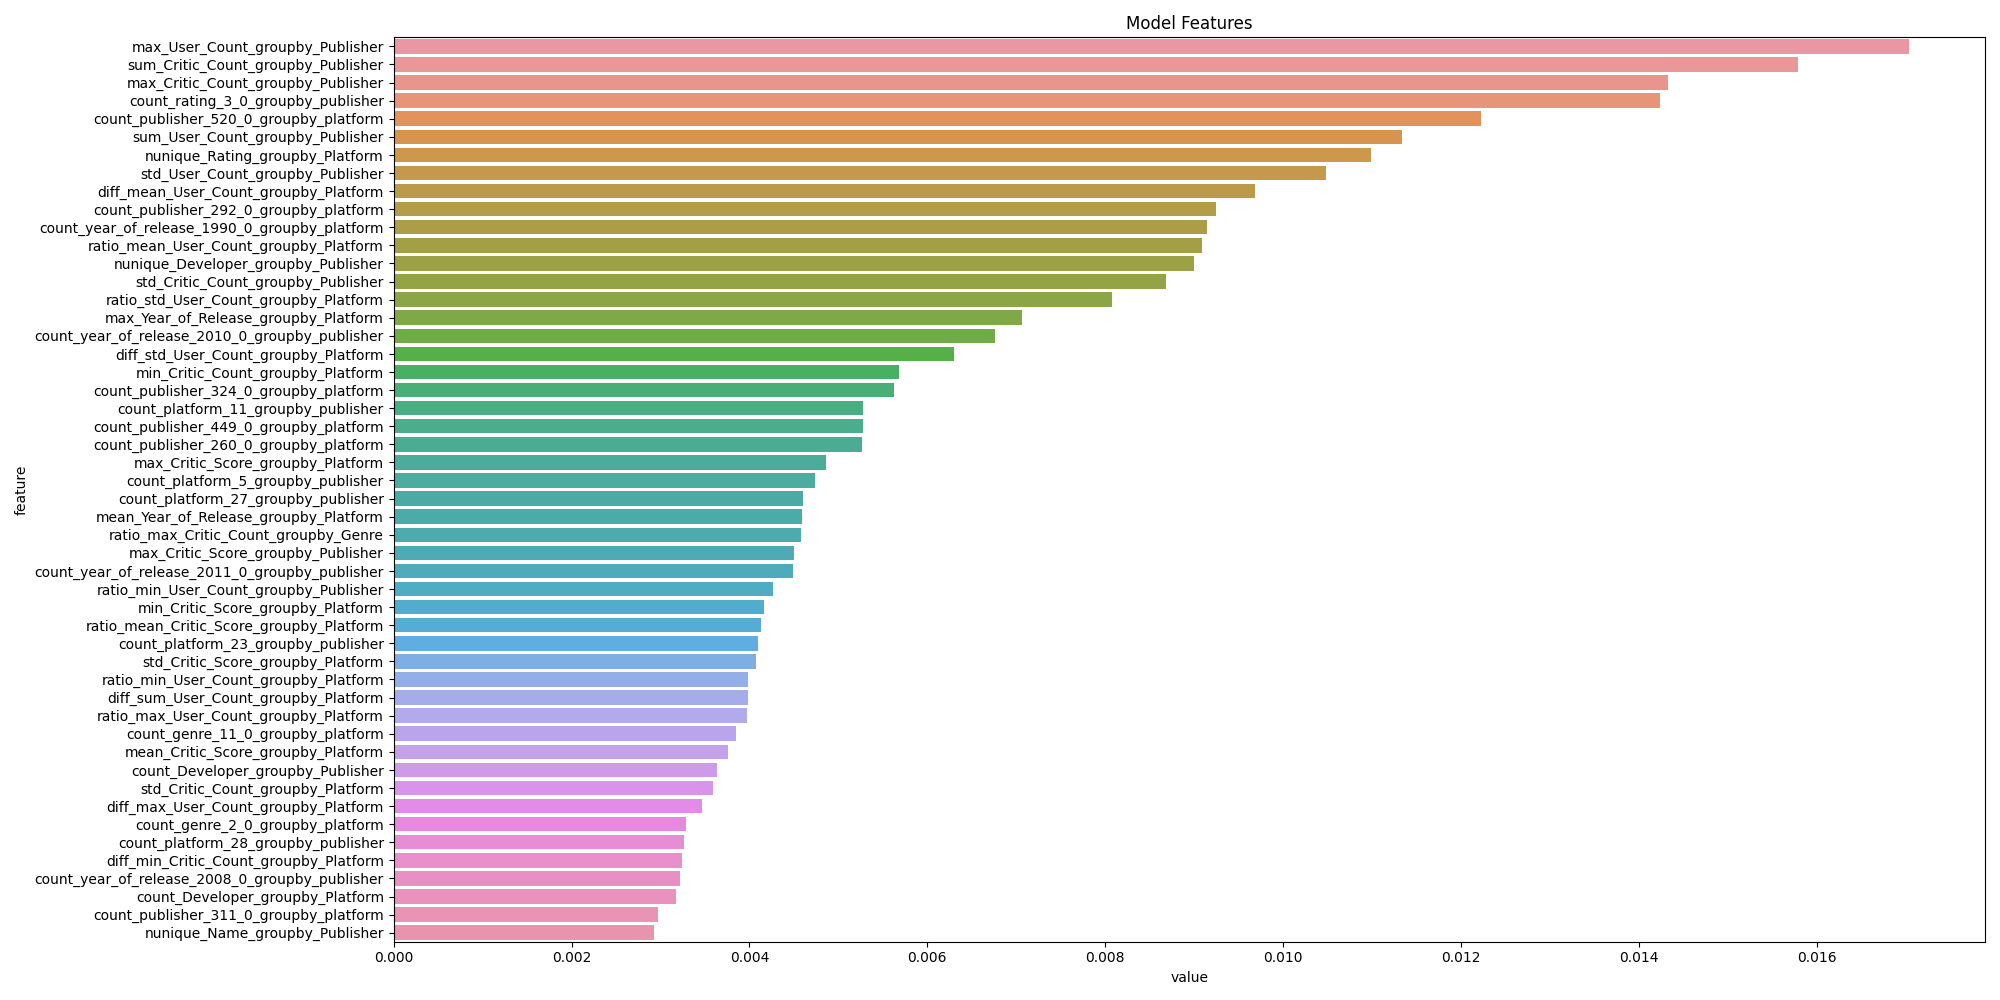 Model Features
max_User_Count_groupby_Publisher
sum_Critic_Count_groupby_Publisher
max_Critic_Count_groupby_Publisher
count_rating_3_0_groupby_publisher
count_publisher_520_0_groupby_platform
sum_User_Count_groupby_Publisher
nunique_Rating_groupby_Platform
std_User_Count_groupby_Publisher
diff_mean_User_Count_groupby_Platform
count_publisher_292_0_groupby_platform
count_year_of_release_1990_0_groupby_platform
ratio_mean_User_Count_groupby_Platform
nunique_Developer_groupby_Publisher
std_Critic_Count_groupby_Publisher
ratio_std_User_Count_groupby_Platform
max_Year_of_Release_groupby_Platform
count_year_of_release_2010_0_groupby_publisher
diff_std_User_Count_groupby_Platform
min_Critic_Count_groupby_Platform
count_publisher_324_0_groupby_platform
count_platform_11_groupby_publisher
count_publisher_449_0_groupby_platform
count_publisher_260_0_groupby_platform
max_Critic_Score_groupby_Platform
count_platform_5_groupby_publisher
count_platform_27_groupby_publisher
mean_Year_of_Release_groupby_Platform
ratio_max_Critic_Count_groupby_Genre
max_Critic_Score_groupby_Publisher
count_year_of_release_2011_0_groupby_publisher
ratio_min_User_Count_groupby_Publisher
min_Critic_Score_groupby_Platform
ratio_mean_Critic_Score_groupby_Platform
count_platform_23_groupby_publisher
std_Critic_Score_groupby_Platform
ratio_min_User_Count_groupby_Platform
diff_sum_User_Count_groupby_Platform
ratio_max_User_Count_groupby_Platform
count_genre_11_0_groupby_platform
mean_Critic_Score_groupby_Platform
count_Developer_groupby_Publisher
std_Critic_Count_groupby_Platform
diff_max_User_Count_groupby_Platform
count_genre_2_0_groupby_platform
count_platform_28_groupby_publisher
diff_min_Critic_Count_groupby_Platform
count_year_of_release_2008_0_groupby_publisher
count_Developer_groupby_Platform
count_publisher_311_0_groupby_platform
nunique_Name_groupby_Publisher
feature
0.000 0.002 0.004 0.006 0.008 0.010 0.012 0.014 0.016
value